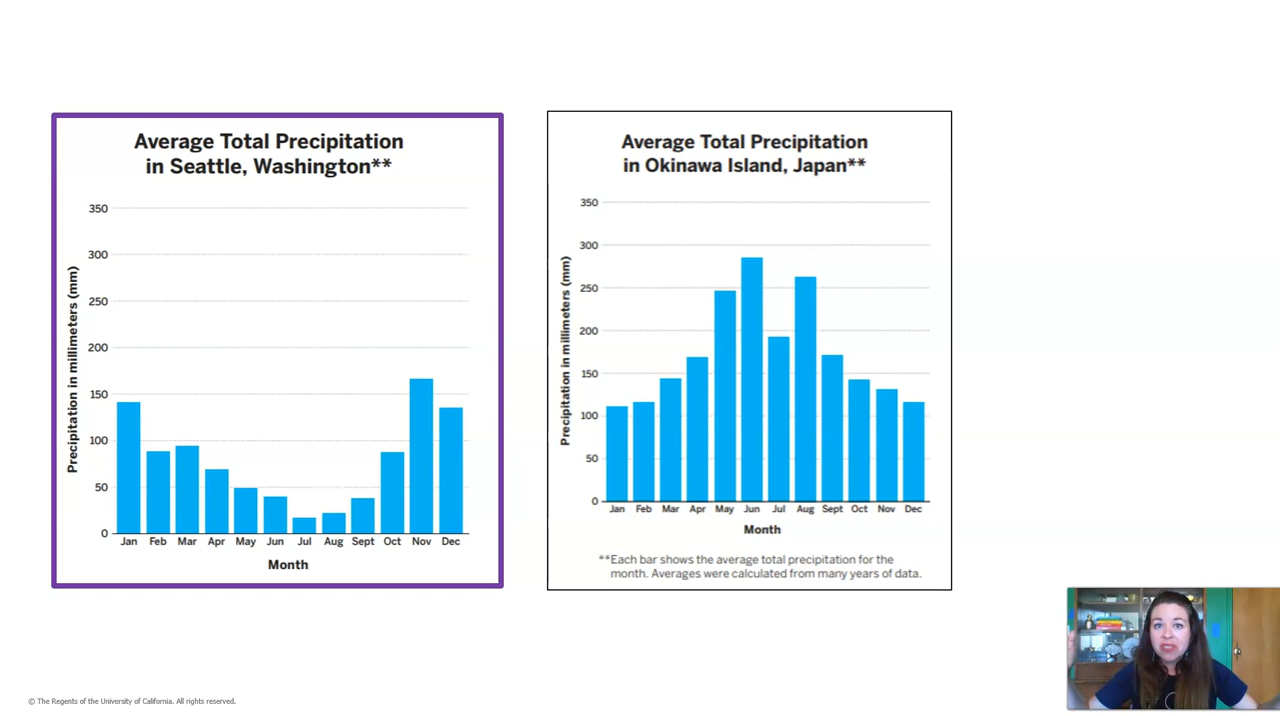 Average Total Precipitation
in Seattle, Washington**
350
300
250
200
150
100
50
0
Precipitation in millimeters (mm)
Jan Feb Mar Apr May Jun Jul Aug Sept Oct Nov Dec
Month
Average Total Precipitation
in Okinawa Island, Japan**
350
300
250
200
150
100
50
0
Precipitation in millimeters (mm)
Jan Feb Mar Apr May Jun Jul Aug Sept Oct Nov Dec
Month
**Each bar shows the average total precipitation for the
month. Averages were calculated from many years of data.
© The Regents of the University of California. All rights reserved.